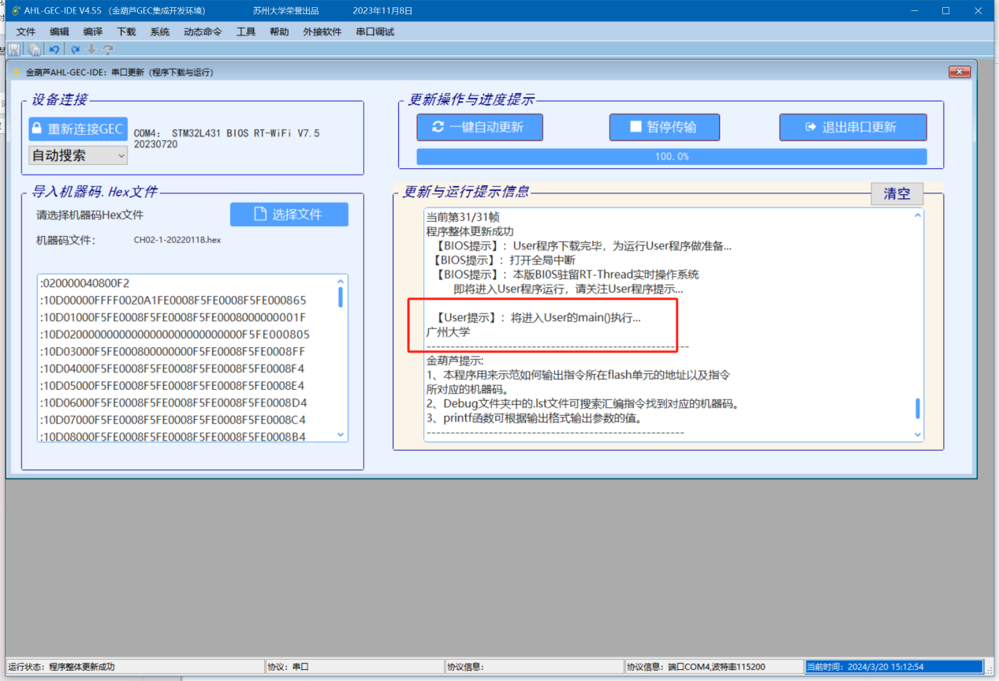 AHL-GEC-IDE V4.55 （金葫芦GEC集成开发环境） 苏州大学荣誉出品 2023年11月8日
文件 编辑 编译 下载 系统 动态命令 工具 帮助 外接软件 串口调试
金葫芦AHL-GEC-IDE：串口更新（程序下载与运行）
设备连接
重新连接GEC
COM4： STM32L431 BIOS RT-WiFi V7.5
20230720
自动搜索
更新操作与进度提示
一键自动更新 暂停传输 退出串口更新
100.0%
导入机器码.Hex文件
请选择机器码Hex文件 选择文件
机器码文件： CH02-1-20220118.hex
:020000040800F2
:10D00000FFFF0020A1FE0008F5FE0008F5FE000865
:10D01000F5FE0008F5FE0008F5FE0008000000001F
:10D0200000000000000000000000000F5FE000805
:10D03000F5FE000800000000F5FE0008F5FE0008FF
:10D04000F5FE0008F5FE0008F5FE0008F5FE0008F4
:10D05000F5FE0008F5FE0008F5FE0008F5FE0008E4
:10D06000F5FE0008F5FE0008F5FE0008F5FE0008D4
:10D07000F5FE0008F5FE0008F5FE0008F5FE0008C4
:10D08000F5FE0008F5FE0008F5FE0008F5FE0008B4
更新与运行提示信息
清空
当前第31/31帧
程序整体更新成功
【BIOS提示】：User程序下载完毕，为运行User程序做准备...
【BIOS提示】：打开全局中断
【BIOS提示】：本版BI0S驻留RT-Thread实时操作系统
即将进入User程序运行，请关注User程序提示...
【User提示】：将进入User的main()执行...
广州大学
-------------------------------------------------------
金葫芦提示:
1、本程序用来示范如何输出指令所在flash单元的地址以及指令
所对应的机器码。
2、Debug文件夹中的.lst文件可搜索汇编指令找到对应的机器码。
3、printf函数可根据输出格式输出参数的值。
------------------------------------------------------
运行状态：程序整体更新成功 协议：串口 协议信息： 协议信息：端口COM4,波特率115200 当前时间：2024/3/20 15:12:54